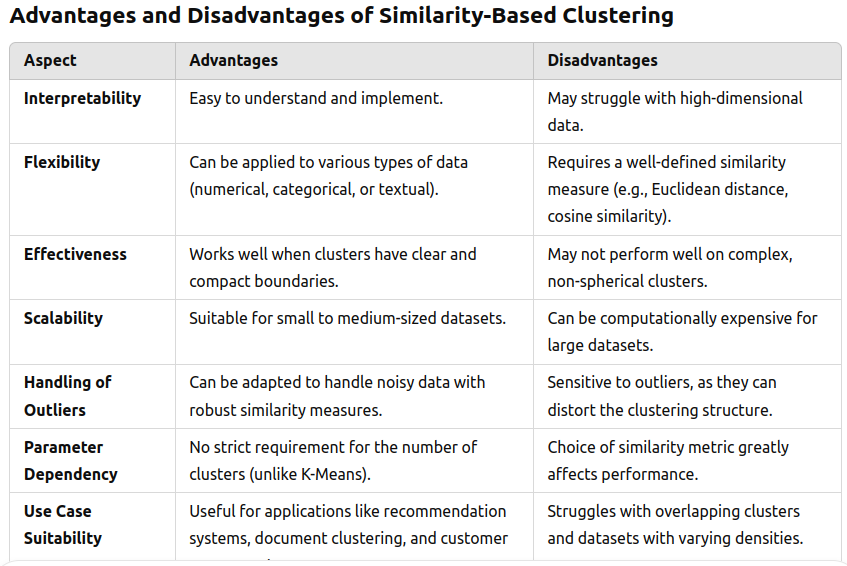 Advantages and Disadvantages of Similarity-Based Clustering
Aspect Advantages Disadvantages
Interpretability Easy to understand and implement. May struggle with high-dimensional
data.
Flexibility Can be applied to various types of data Requires a well-defined similarity
(numerical, categorical, or textual). measure (e.g., Euclidean distance,
cosine similarity).
Effectiveness Works well when clusters have clear and May not perform well on complex,
compact boundaries. non-spherical clusters.
Scalability Suitable for small to medium-sized datasets. Can be computationally expensive for
large datasets.
Handling of Can be adapted to handle noisy data with Sensitive to outliers, as they can
Outliers robust similarity measures. distort the clustering structure.
Parameter No strict requirement for the number of Choice of similarity metric greatly
Dependency clusters (unlike K-Means). affects performance.
Use Case Useful for applications like recommendation Struggles with overlapping clusters
Suitability systems, document clustering, and customer and datasets with varying densities.